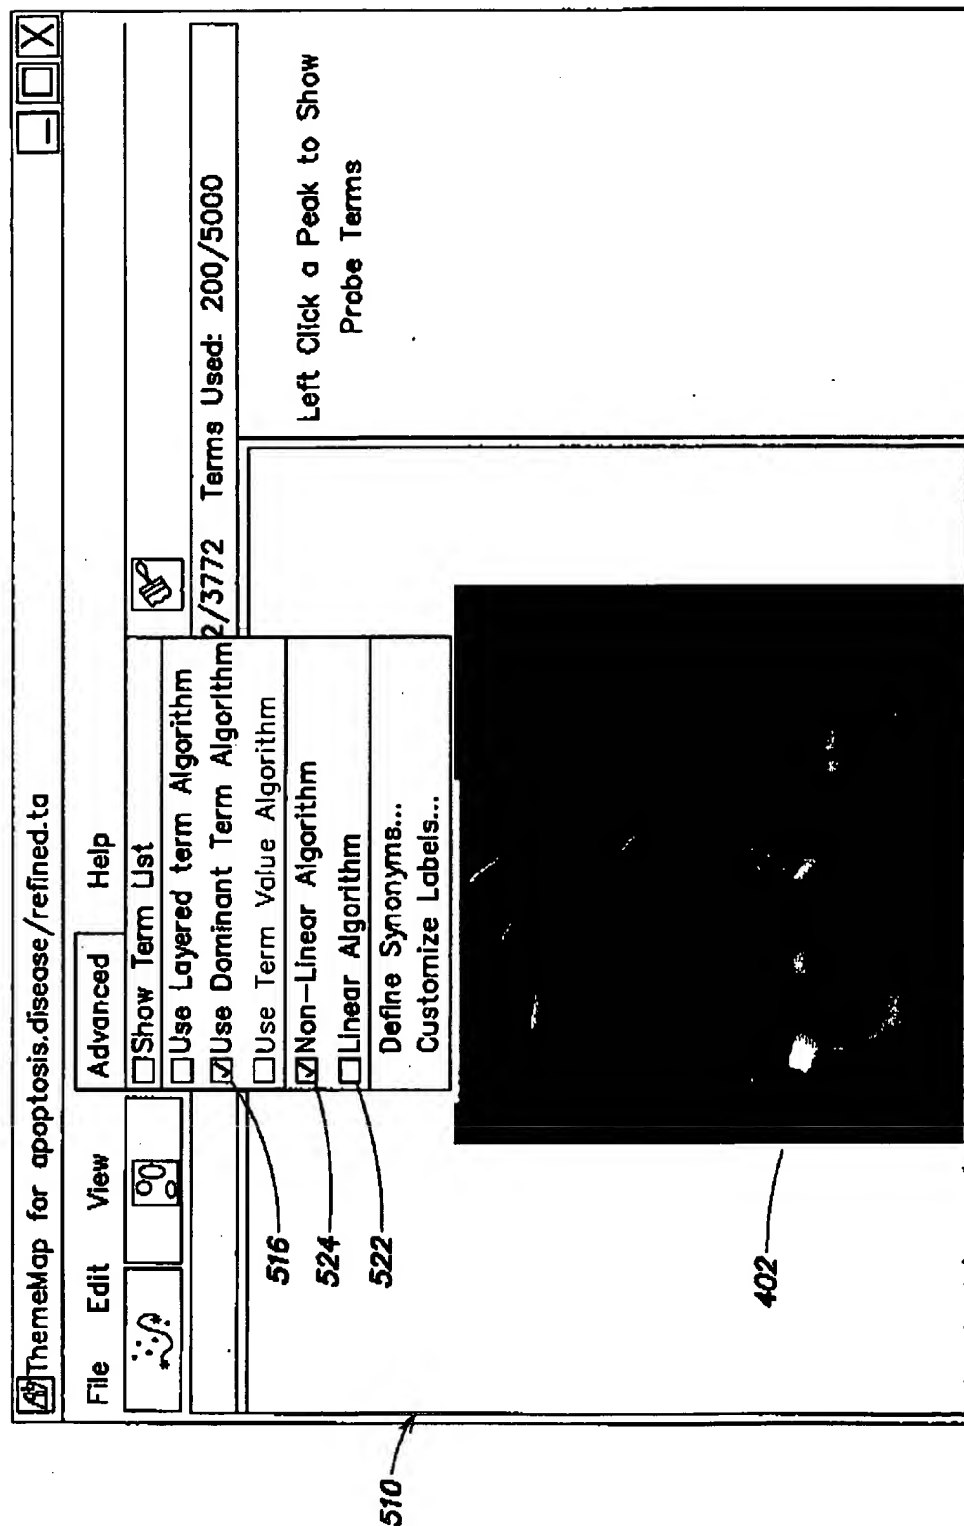 ThemeMap for apoptosis.disease/refined.ta
File Edit View Advanced Help
Show Term List
Use Layered term Algorithm
Use Dominant Term Algorithm
Use Term Value Algorithm
Non-Linear Algorithm
Linear Algorithm
Define Synonyms...
Customize Labels...
2/3772 Terms Used: 200/5000
Left Click a Peak to Show
Probe Terms
516
524
522
402
510